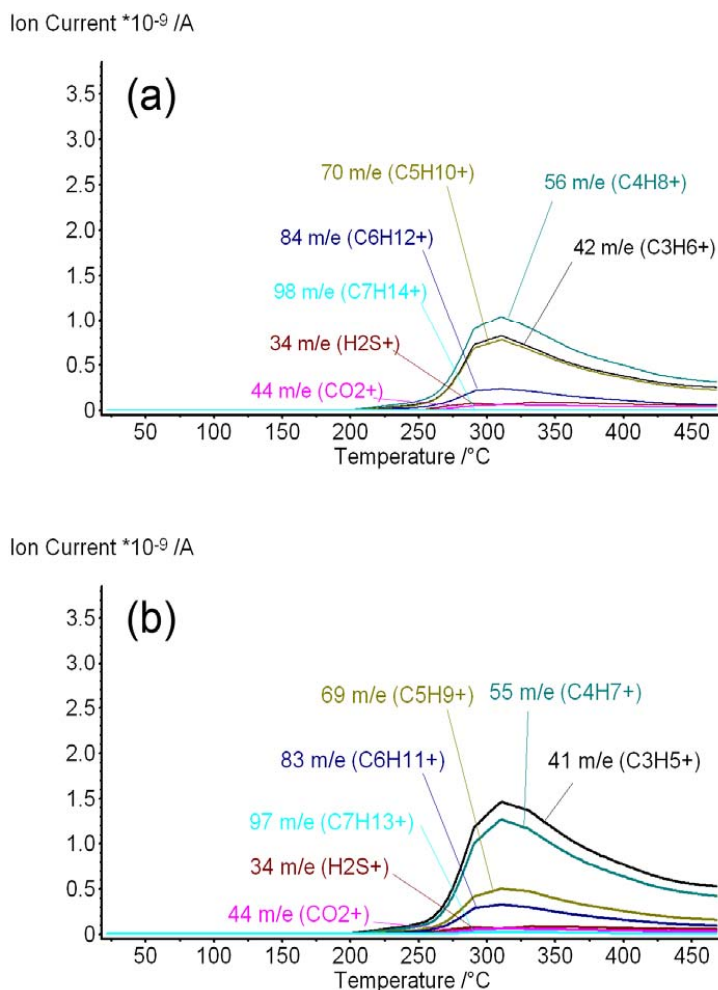 Ion Current *10-9 /A
(a)
3.5
3.0
2.5
2.0
1.5
1.0
0.5
0
70 m/e (C5H10+)
56 m/e (C4H8+)
84 m/e (C6H12+)
42 m/e (C3H6+)
98 m/e (C7H14+)
34 m/e (H2S+)
44 m/e (CO2+)
50 100 150 200 250 300 350 400 450
Temperature /°C
Ion Current *10-9 /A
(b)
3.5
3.0
2.5
2.0
1.5
1.0
0.5
0
69 m/e (C5H9+)
55 m/e (C4H7+)
83 m/e (C6H11+)
41 m/e (C3H5+)
97 m/e (C7H13+)
34 m/e (H2S+)
44 m/e (CO2+)
50 100 150 200 250 300 350 400 450
Temperature /°C